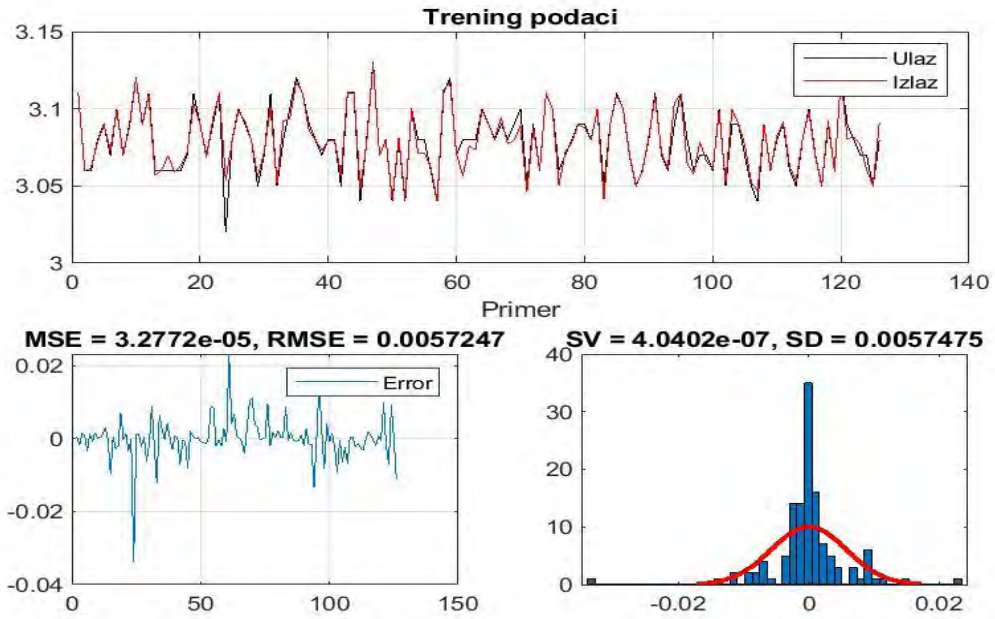 Trening podaci
3.15
3.1
3.05
3
Ulaz
Izlaz
0 20 40 60 80 100 120 140
Primer
MSE = 3.2772e-05, RMSE = 0.0057247
0.02
0
-0.02
-0.04
Error
0 50 100 150
SV = 4.0402e-07, SD = 0.0057475
40
30
20
10
0
-0.02 0 0.02